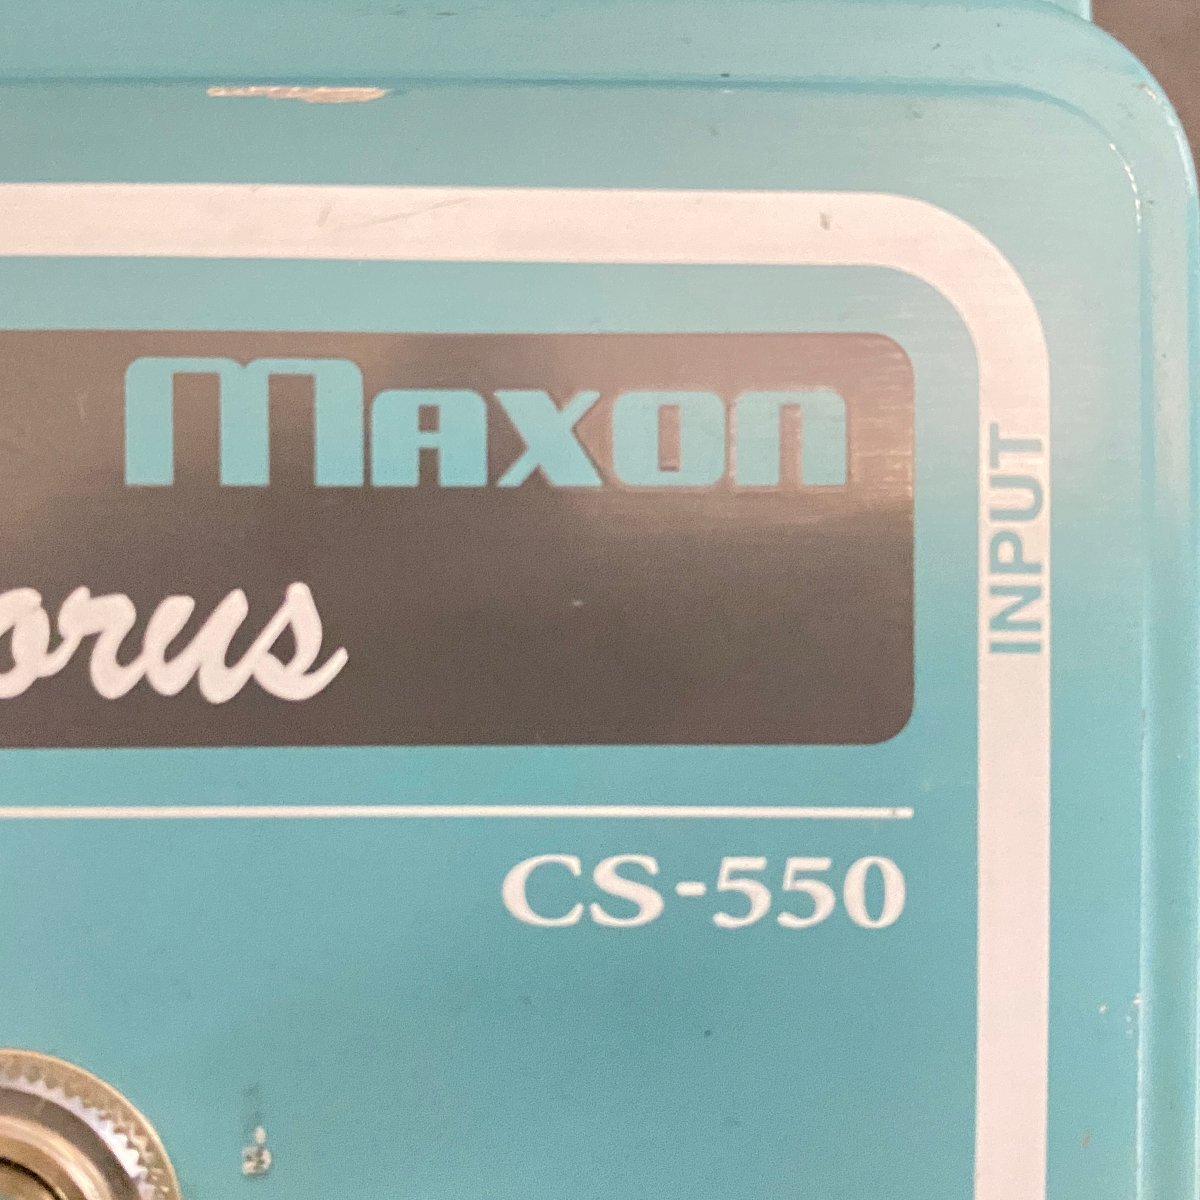 maxon
orus
CS-550
INPUT